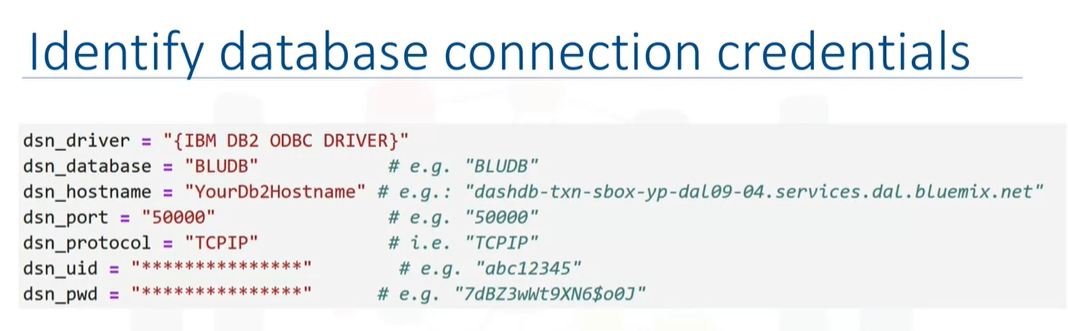 Identify database connection credentials
dsn_driver = "{IBM DB2 ODBC DRIVER}"
dsn_database = "BLUDB" # e.g. "BLUDB"
dsn_hostname = "YourDb2Hostname" # e.g.: "dashdb-txn-sbox-yp-dal09-04.services.dal.bluemix.net"
dsn_port = "50000" # e.g. "50000"
dsn_protocol = "TCPIP" # i.e. "TCPIP"
dsn_uid = "***************" # e.g. "abc12345"
dsn_pwd = "***************" # e.g. "7dBZ3wWt9XN6$o0J"